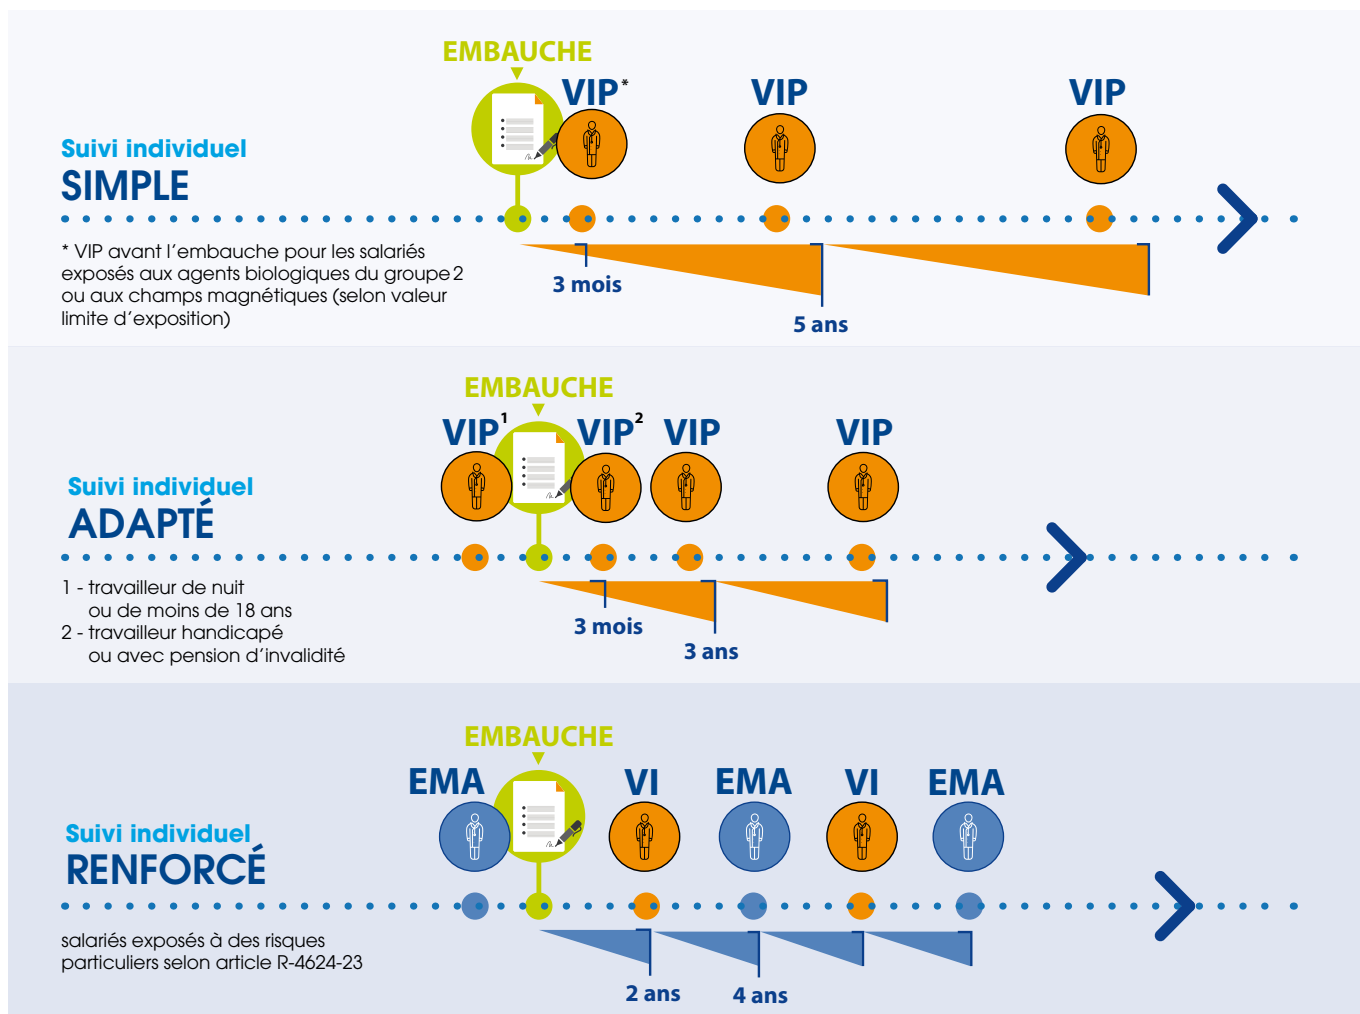 EMBAUCHE
VIP*
VIP
VIP
Suivi individuel
SIMPLE
* VIP avant l’embauche pour les salariés
exposés aux agents biologiques du groupe 2
ou aux champs magnétiques (selon valeur
limite d’exposition)
3 mois
5 ans
EMBAUCHE
VIP¹
VIP²
VIP
VIP
Suivi individuel
ADAPTÉ
1 - travailleur de nuit
ou de moins de 18 ans
2 - travailleur handicapé
ou avec pension d’invalidité
3 mois
3 ans
EMBAUCHE
EMA
VI
EMA
VI
EMA
Suivi individuel
RENFORCÉ
salariés exposés à des risques
particuliers selon article R-4624-23
2 ans
4 ans